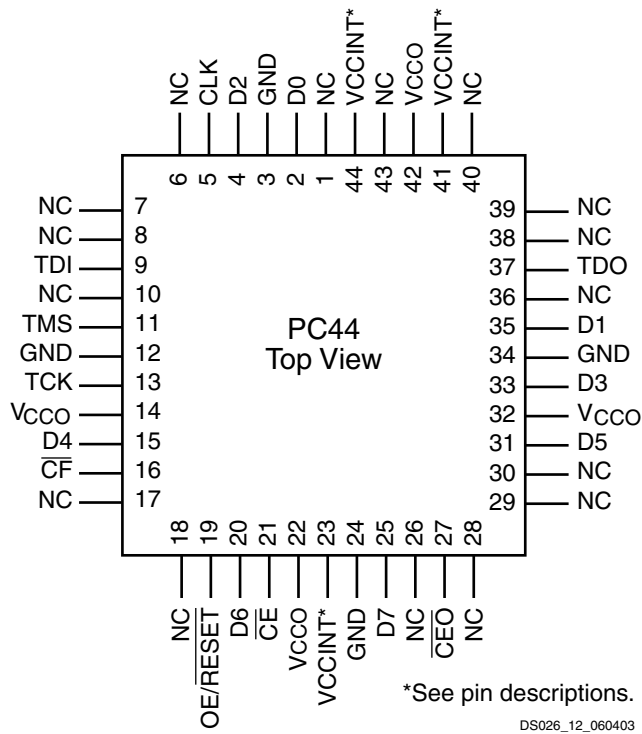 NC CLK D2 GND D0 NC VCCINT* NC VCCO VCCINT* NC
6 5 4 3 2 1 44 43 42 41 40
NC 7
NC 8
TDI 9
NC 10
TMS 11
GND 12
TCK 13
VCCO 14
D4 15
CF 16
NC 17
PC44
Top View
39 NC
38 NC
37 TDO
36 NC
35 D1
34 GND
33 D3
32 VCCO
31 D5
30 NC
29 NC
18 19 20 21 22 23 24 25 26 27 28
NC OE/RESET D6 CE VCCO VCCINT* GND D7 NC CEO NC
*See pin descriptions.
DS026_12_060403